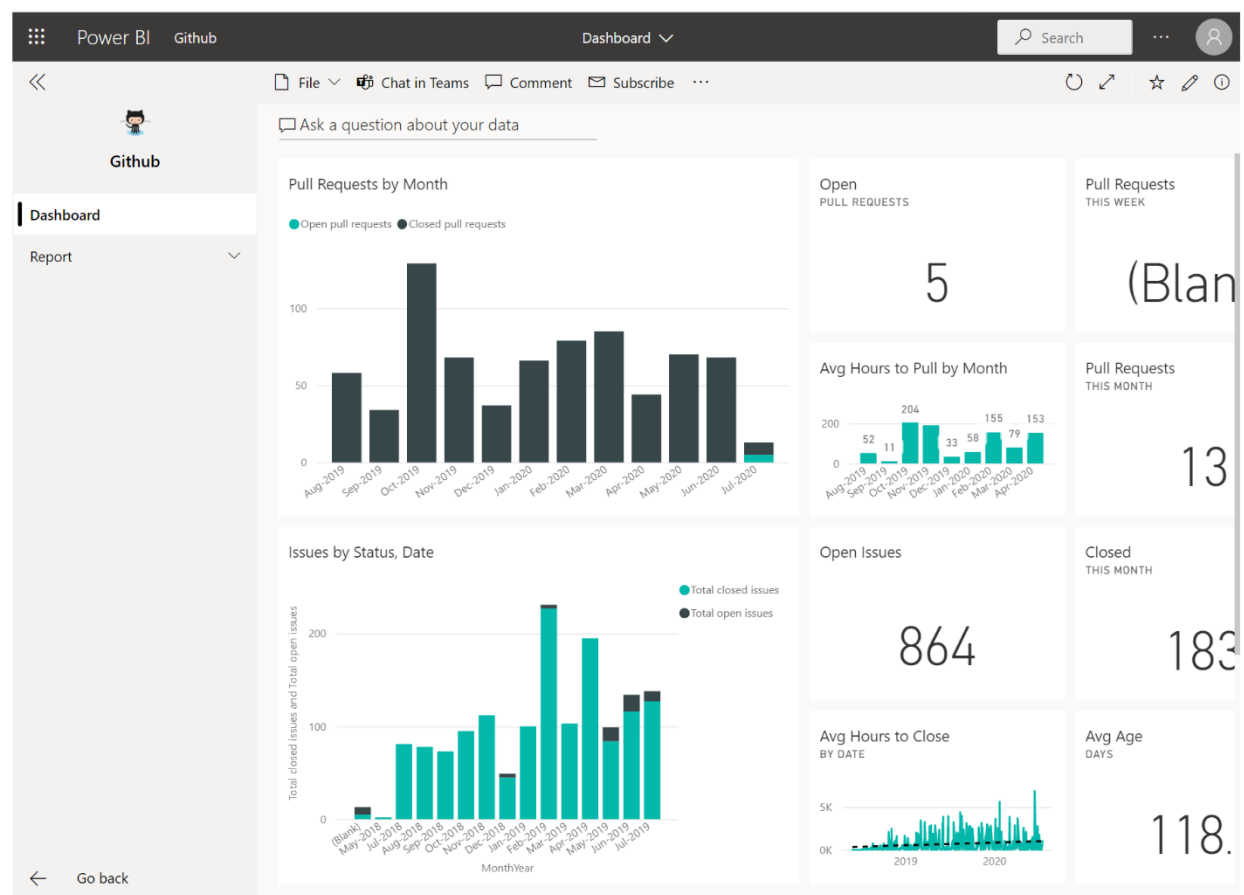 Power BI Github
Dashboard
Search
File Chat in Teams Comment Subscribe
Github
Dashboard
Report
Go back
Ask a question about your data
Pull Requests by Month
Open pull requests Closed pull requests
100
50
0
Aug-2019 Sep-2019 Oct-2019 Nov-2019 Dec-2019 Jan-2020 Feb-2020 Mar-2020 Apr-2020 May-2020 Jun-2020 Jul-2020
Open
PULL REQUESTS
5
Pull Requests
THIS WEEK
(Blan
Avg Hours to Pull by Month
200
0
52 11 204 33 58 155 79 153
Aug-2019 Sep-2019 Oct-2019 Nov-2019 Dec-2019 Jan-2020 Feb-2020 Mar-2020 Apr-2020
Pull Requests
THIS MONTH
13
Issues by Status, Date
Total closed issues
Total open issues
Total closed issues and Total open issues
200
100
0
(Blank) May-2018 Jul-2018 Aug-2018 Sep-2018 Oct-2018 Nov-2018 Dec-2018 Jan-2019 Feb-2019 Mar-2019 Apr-2019 May-2019 Jun-2019 Jul-2019
MonthYear
Open Issues
864
Closed
THIS MONTH
183
Avg Hours to Close
BY DATE
5K
0K
2019 2020
Avg Age
DAYS
118.